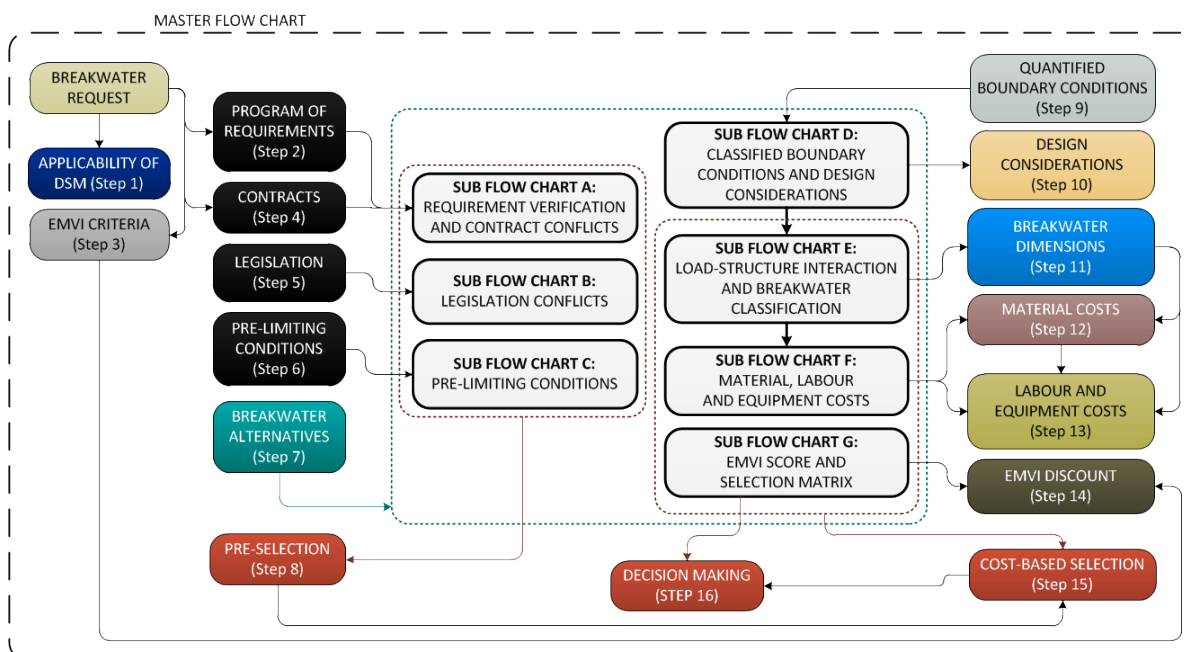 MASTER FLOW CHART
BREAKWATER
REQUEST
APPLICABILITY OF
DSM (Step 1)
EMVI CRITERIA
(Step 3)
PROGRAM OF
REQUIREMENTS
(Step 2)
CONTRACTS
(Step 4)
LEGISLATION
(Step 5)
PRE-LIMITING
CONDITIONS
(Step 6)
BREAKWATER
ALTERNATIVES
(Step 7)
PRE-SELECTION
(Step 8)
SUB FLOW CHART A:
REQUIREMENT VERIFICATION
AND CONTRACT CONFLICTS
SUB FLOW CHART B:
LEGISLATION CONFLICTS
SUB FLOW CHART C:
PRE-LIMITING CONDITIONS
SUB FLOW CHART D:
CLASSIFIED BOUNDARY
CONDITIONS AND DESIGN
CONSIDERATIONS
SUB FLOW CHART E:
LOAD-STRUCTURE INTERACTION
AND BREAKWATER
CLASSIFICATION
SUB FLOW CHART F:
MATERIAL, LABOUR
AND EQUIPMENT COSTS
SUB FLOW CHART G:
EMVI SCORE AND
SELECTION MATRIX
DECISION MAKING
(STEP 16)
QUANTIFIED
BOUNDARY CONDITIONS
(Step 9)
DESIGN
CONSIDERATIONS
(Step 10)
BREAKWATER
DIMENSIONS
(Step 11)
MATERIAL COSTS
(Step 12)
LABOUR AND
EQUIPMENT COSTS
(Step 13)
EMVI DISCOUNT
(Step 14)
COST-BASED SELECTION
(Step 15)